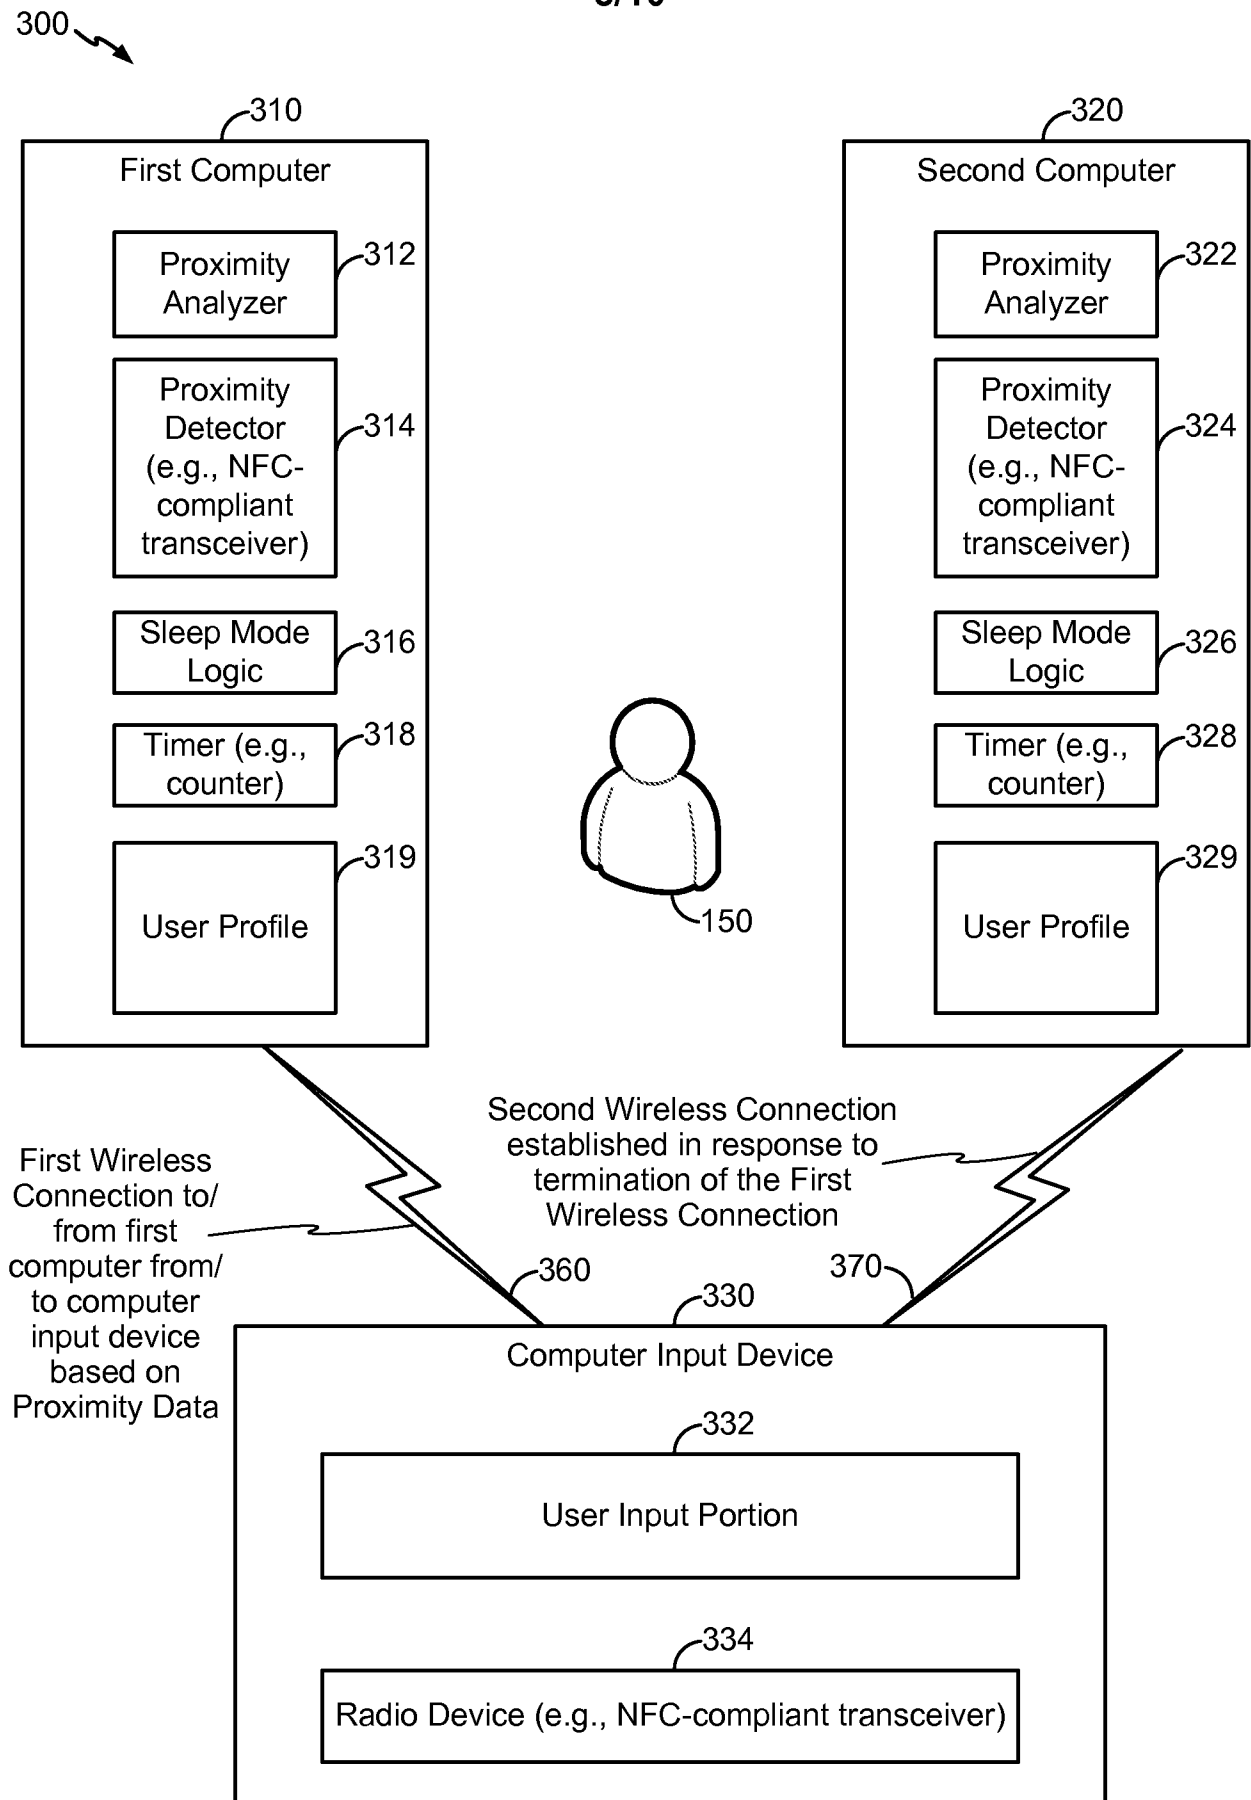 300
310
First Computer
Proximity
Analyzer
312
Proximity
Detector
(e.g., NFC-
compliant
transceiver)
314
Sleep Mode
Logic
316
Timer (e.g.,
counter)
318
User Profile
319
150
320
Second Computer
Proximity
Analyzer
322
Proximity
Detector
(e.g., NFC-
compliant
transceiver)
324
Sleep Mode
Logic
326
Timer (e.g.,
counter)
328
User Profile
329
First Wireless
Connection to/
from first
computer from/
to computer
input device
based on
Proximity Data
360
Second Wireless Connection
established in response to
termination of the First
Wireless Connection
370
330
Computer Input Device
332
User Input Portion
334
Radio Device (e.g., NFC-compliant transceiver)